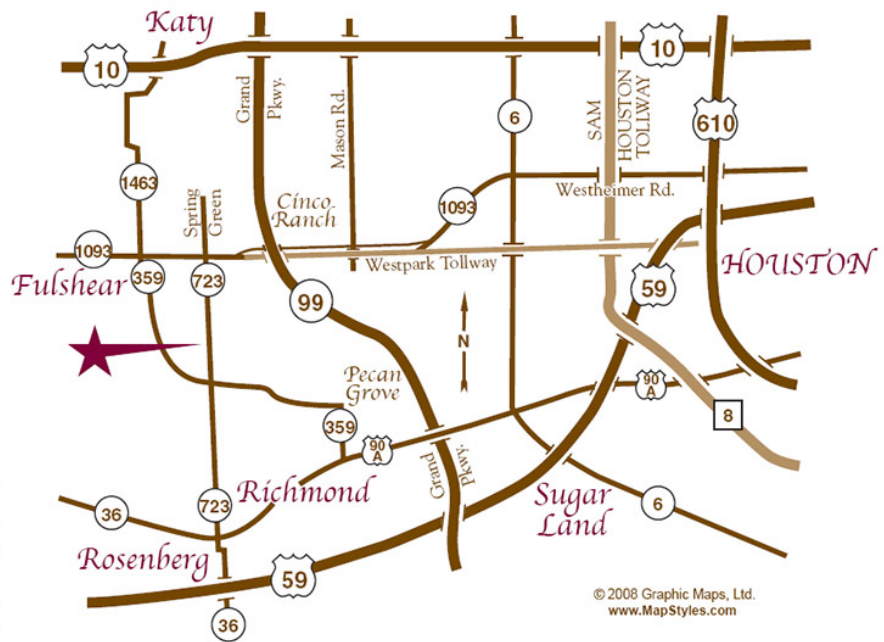 Katy
10
10
Grand
Pkwy.
Mason Rd.
6
SAM
HOUSTON
TOLLWAY
610
1463
Spring
Green
Cinco
Ranch
1093
Westheimer Rd.
1093
359
723
Westpark Tollway
Fulshear
HOUSTON
59
99
N
Pecan
Grove
90
A
8
359
90
A
Grand
Pkwy.
Richmond
723
36
Sugar
Land
6
Rosenberg
59
36
© 2008 Graphic Maps, Ltd.
www.MapStyles.com